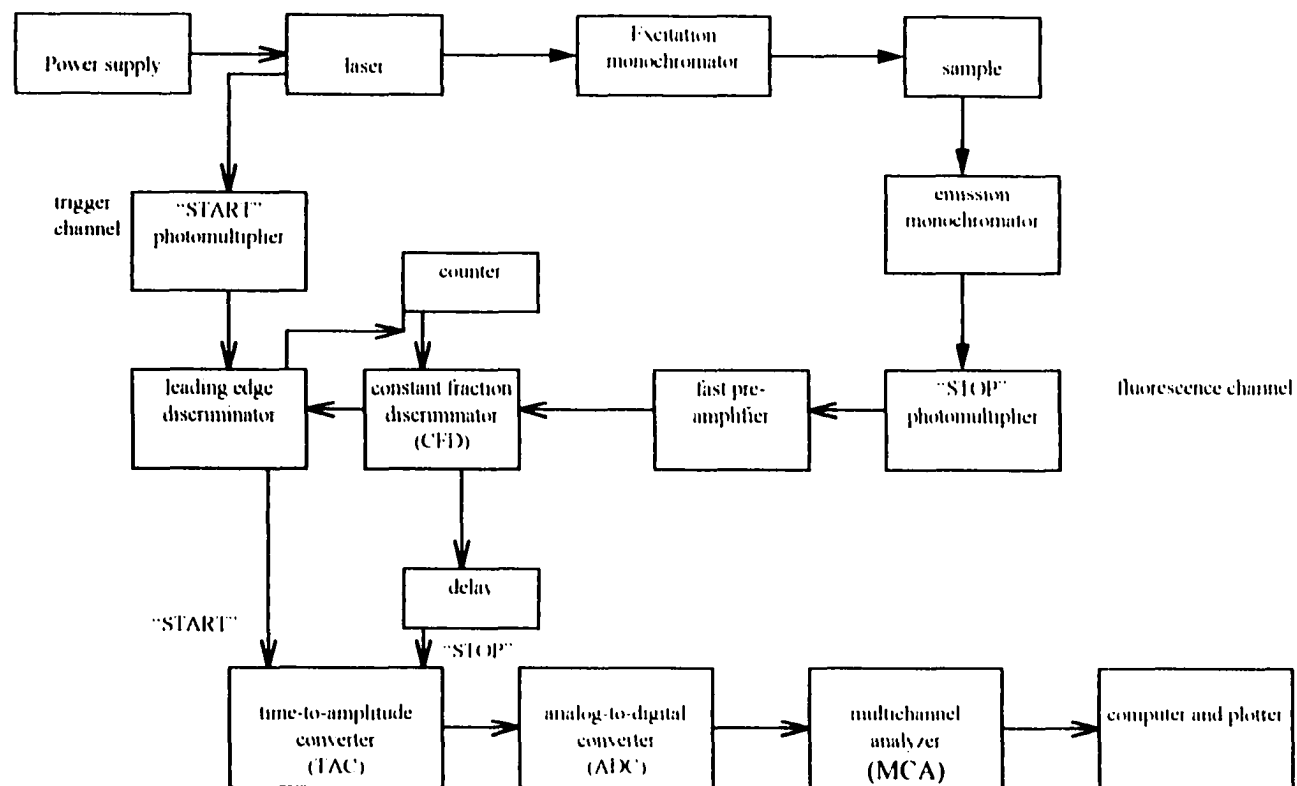 Power supply
laser
Excitation
monochromator
sample
trigger
channel
"START"
photomultiplier
emission
monochromator
counter
leading edge
discriminator
constant fraction
discriminator
(CFD)
fast pre-
amplifier
"STOP"
photomultiplier
fluorescence channel
delay
"START"
"STOP"
time-to-amplitude
converter
(TAC)
analog-to-digital
converter
(ADC)
multichannel
analyzer
(MCA)
computer and plotter